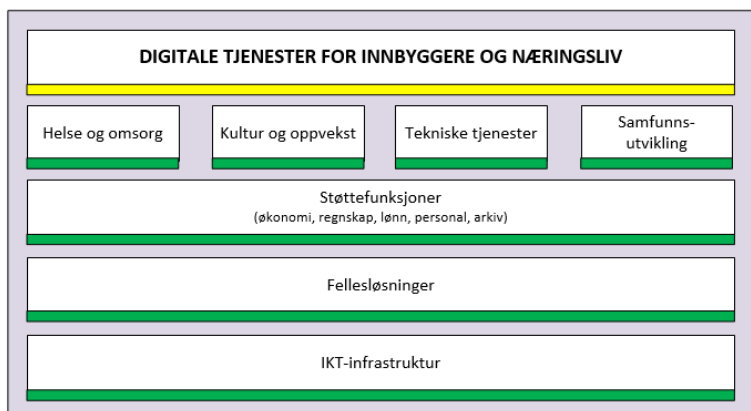 DIGITALE TJENESTER FOR INNBYGGERE OG NÆRINGSLIV
Helse og omsorg
Kultur og oppvekst
Tekniske tjenester
Samfunns-
utvikling
Støttefunksjoner
(økonomi, regnskap, lønn, personal, arkiv)
Fellesløsninger
IKT-infrastruktur